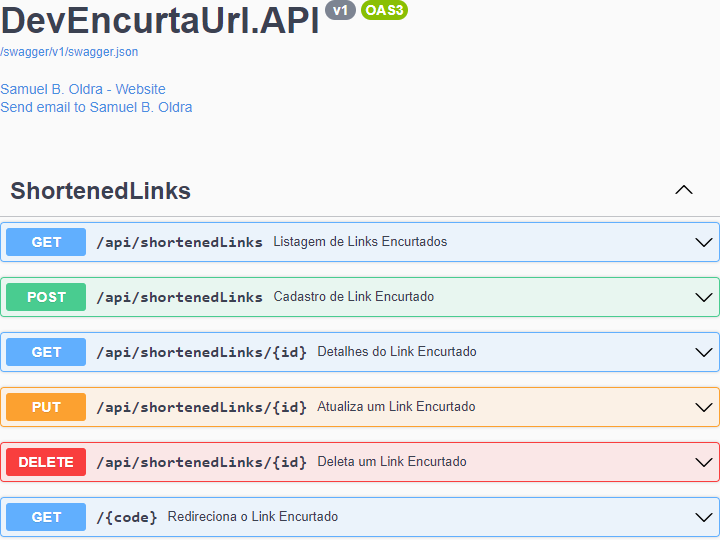 DevEncurtaUrl.API v1 OAS3
/swagger/v1/swagger.json
Samuel B. Oldra - Website
Send email to Samuel B. Oldra
ShortenedLinks
GET /api/shortenedLinks Listagem de Links Encurtados
POST /api/shortenedLinks Cadastro de Link Encurtado
GET /api/shortenedLinks/{id} Detalhes do Link Encurtado
PUT /api/shortenedLinks/{id} Atualiza um Link Encurtado
DELETE /api/shortenedLinks/{id} Deleta um Link Encurtado
GET /{code} Redireciona o Link Encurtado